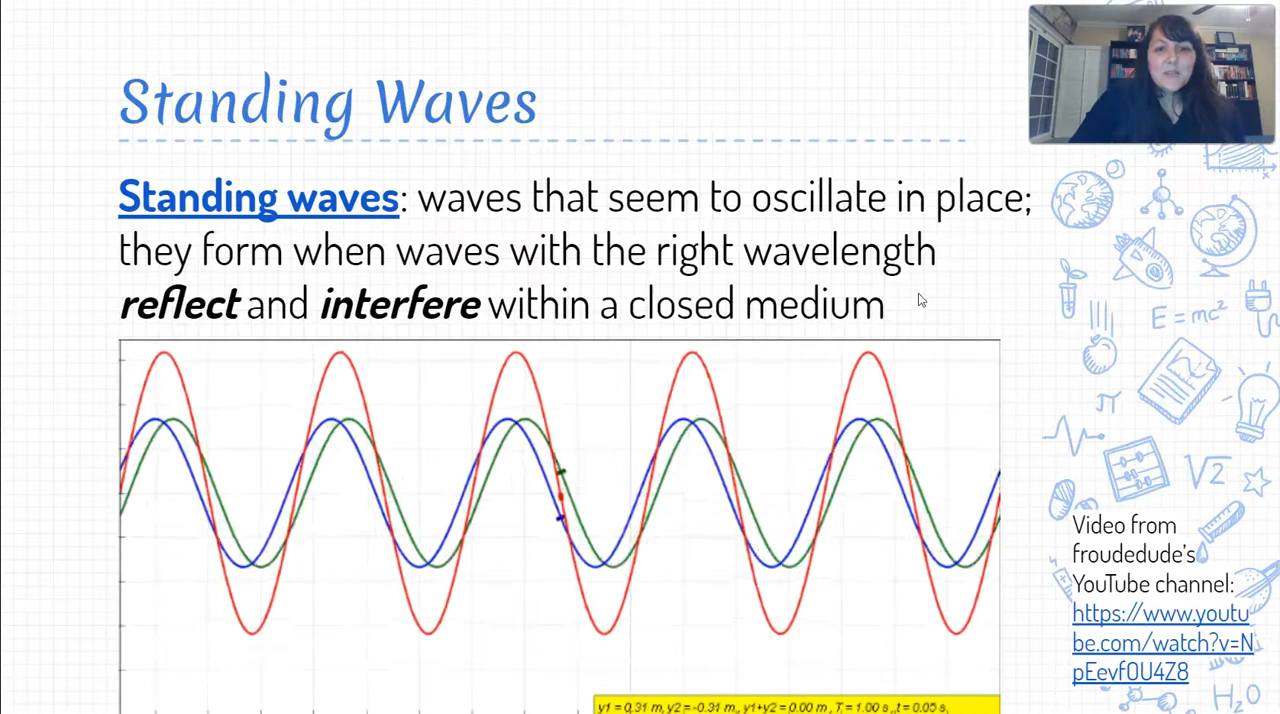 Standing Waves
Standing waves: waves that seem to oscillate in place;
they form when waves with the right wavelength
reflect and interfere within a closed medium
E = mc²
π
√2
Video from
froudedude's
YouTube channel:
https://www.youtu
be.com/watch?v=N
pEevf0U4Z8
H₂O
y1 = 0,31 m, y2 = -0.31 m,, y1+y2 = 0.00 m , T, = 1.00 s ,,t = 0.05 s,